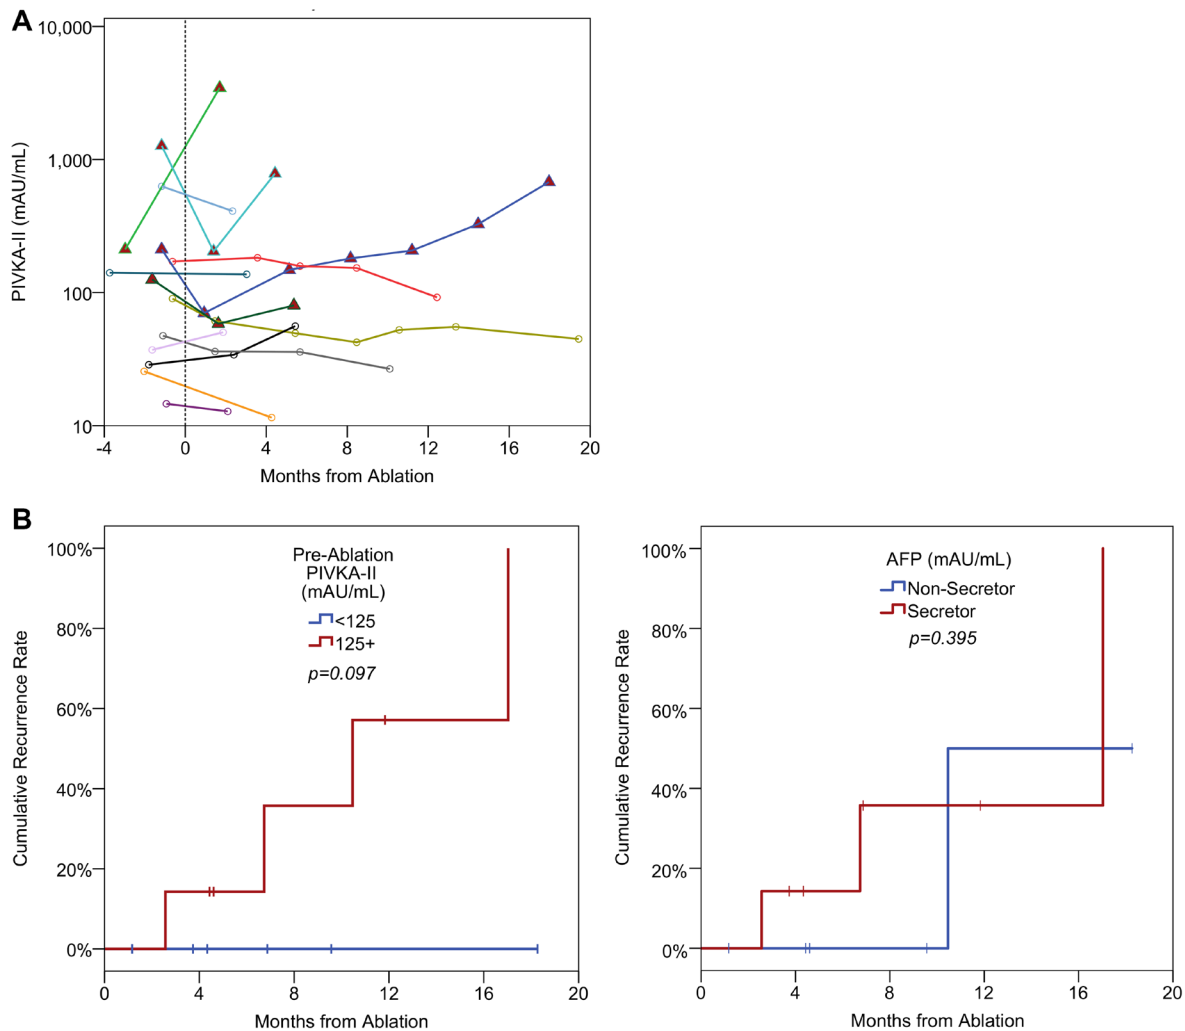 A
10,000
1,000
100
10
PIVKA-II (mAU/mL)
-4 0 4 8 12 16 20
Months from Ablation
B
100%
80%
60%
40%
20%
0%
Cumulative Recurrence Rate
Pre-Ablation
PIVKA-II
(mAU/mL)
<125
125+
p=0.097
0 4 8 12 16 20
Months from Ablation
100%
80%
60%
40%
20%
0%
Cumulative Recurrence Rate
AFP (mAU/mL)
Non-Secretor
Secretor
p=0.395
0 4 8 12 16 20
Months from Ablation